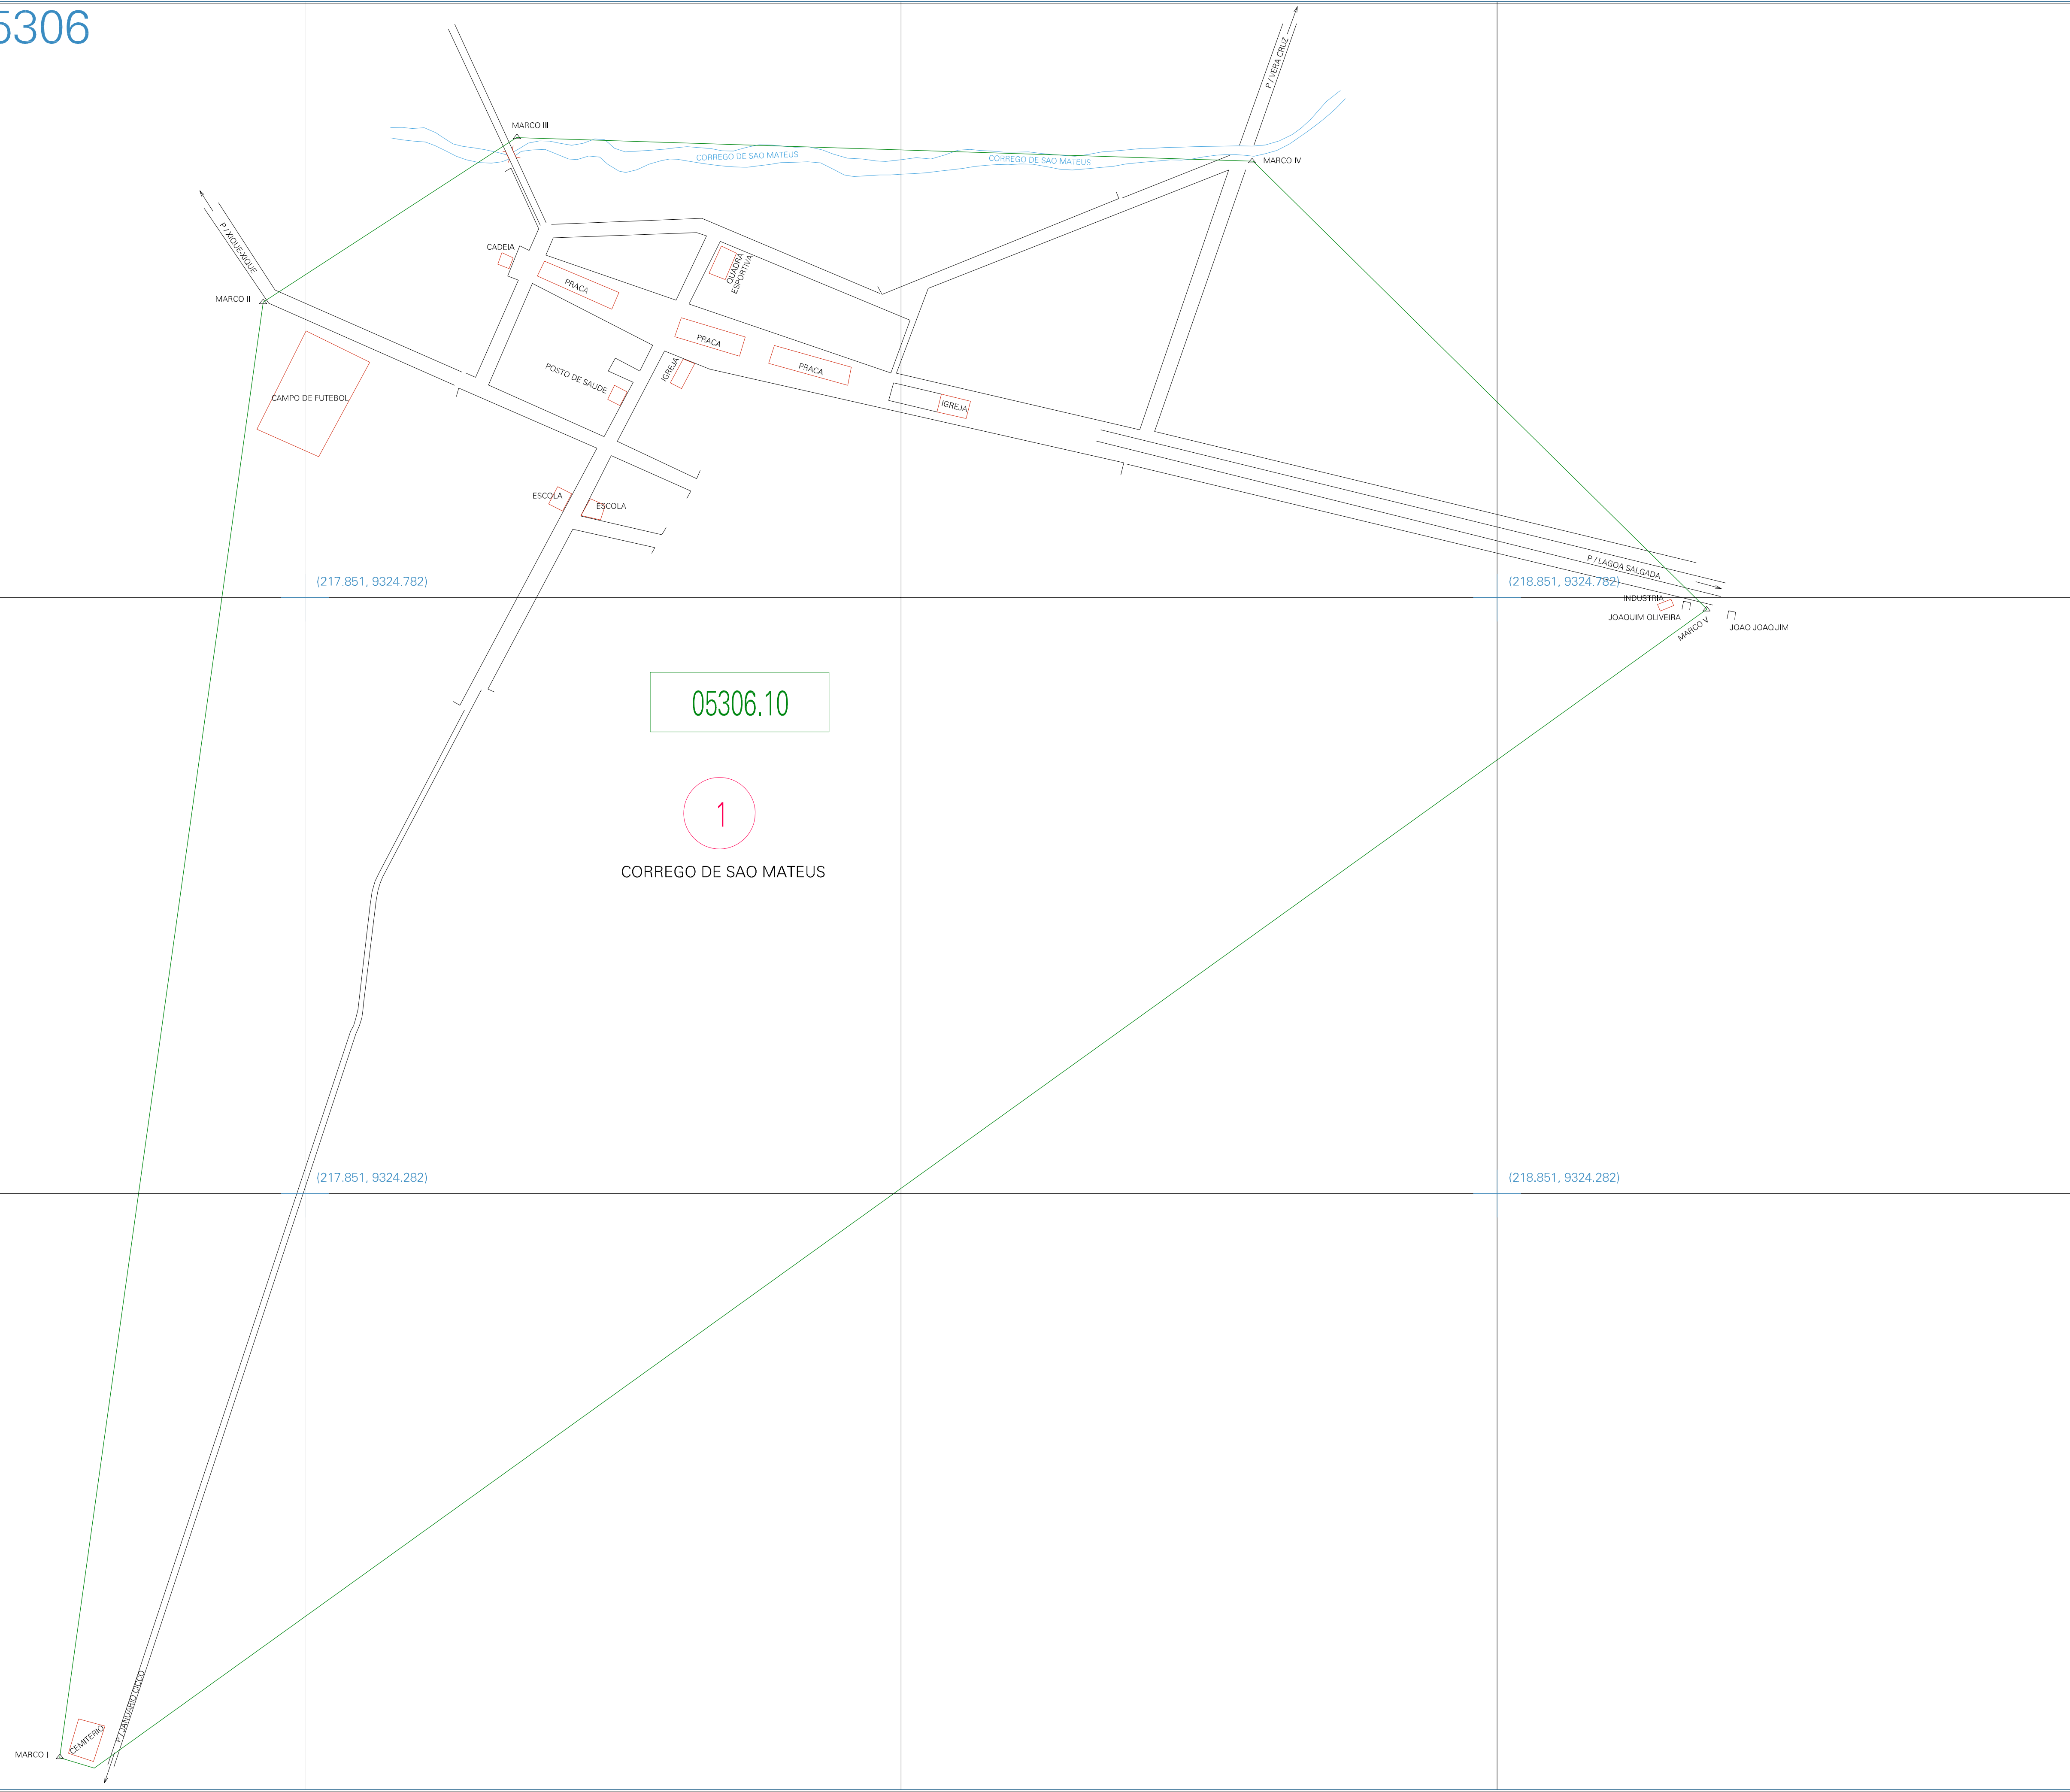 5306
P / VERA CRUZ
MARCO III
CORREGO DE SAO MATEUS
CORREGO DE SAO MATEUS
MARCO IV
P / XIQUE-XIQUE
CADEIA
QUADRA
ESPORTIVA
PRACA
MARCO II
PRACA
PRACA
IGREJA
POSTO DE SAUDE
CAMPO DE FUTEBOL
IGREJA
ESCOLA
ESCOLA
P / LAGOA SALGADA
(217.851, 9324.782)
(218.851, 9324.782)
INDUSTRIA
JOAQUIM OLIVEIRA
MARCO V
JOAO JOAQUIM
05306.10
1
CORREGO DE SAO MATEUS
(217.851, 9324.282)
(218.851, 9324.282)
P / JANUARIO CICCO
CEMITERIO
MARCO I